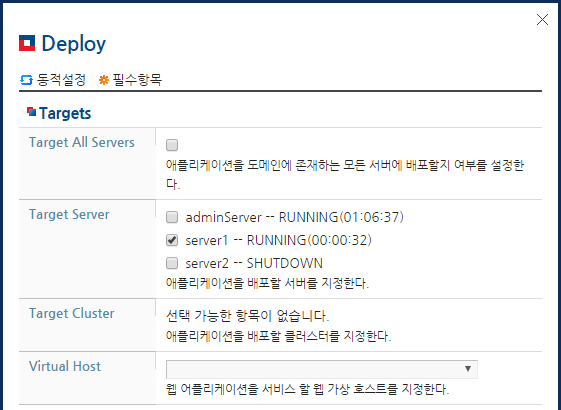 Deploy
동적설정 필수항목
Targets
Target All Servers
애플리케이션을 도메인에 존재하는 모든 서버에 배포할지 여부를 설정한
다.
Target Server
adminServer -- RUNNING(01:06:37)
server1 -- RUNNING(00:00:32)
server2 -- SHUTDOWN
애플리케이션을 배포할 서버를 지정한다.
Target Cluster
선택 가능한 항목이 없습니다.
애플리케이션을 배포할 클러스터를 지정한다.
Virtual Host
웹 어플리케이션을 서비스 할 웹 가상 호스트를 지정한다.